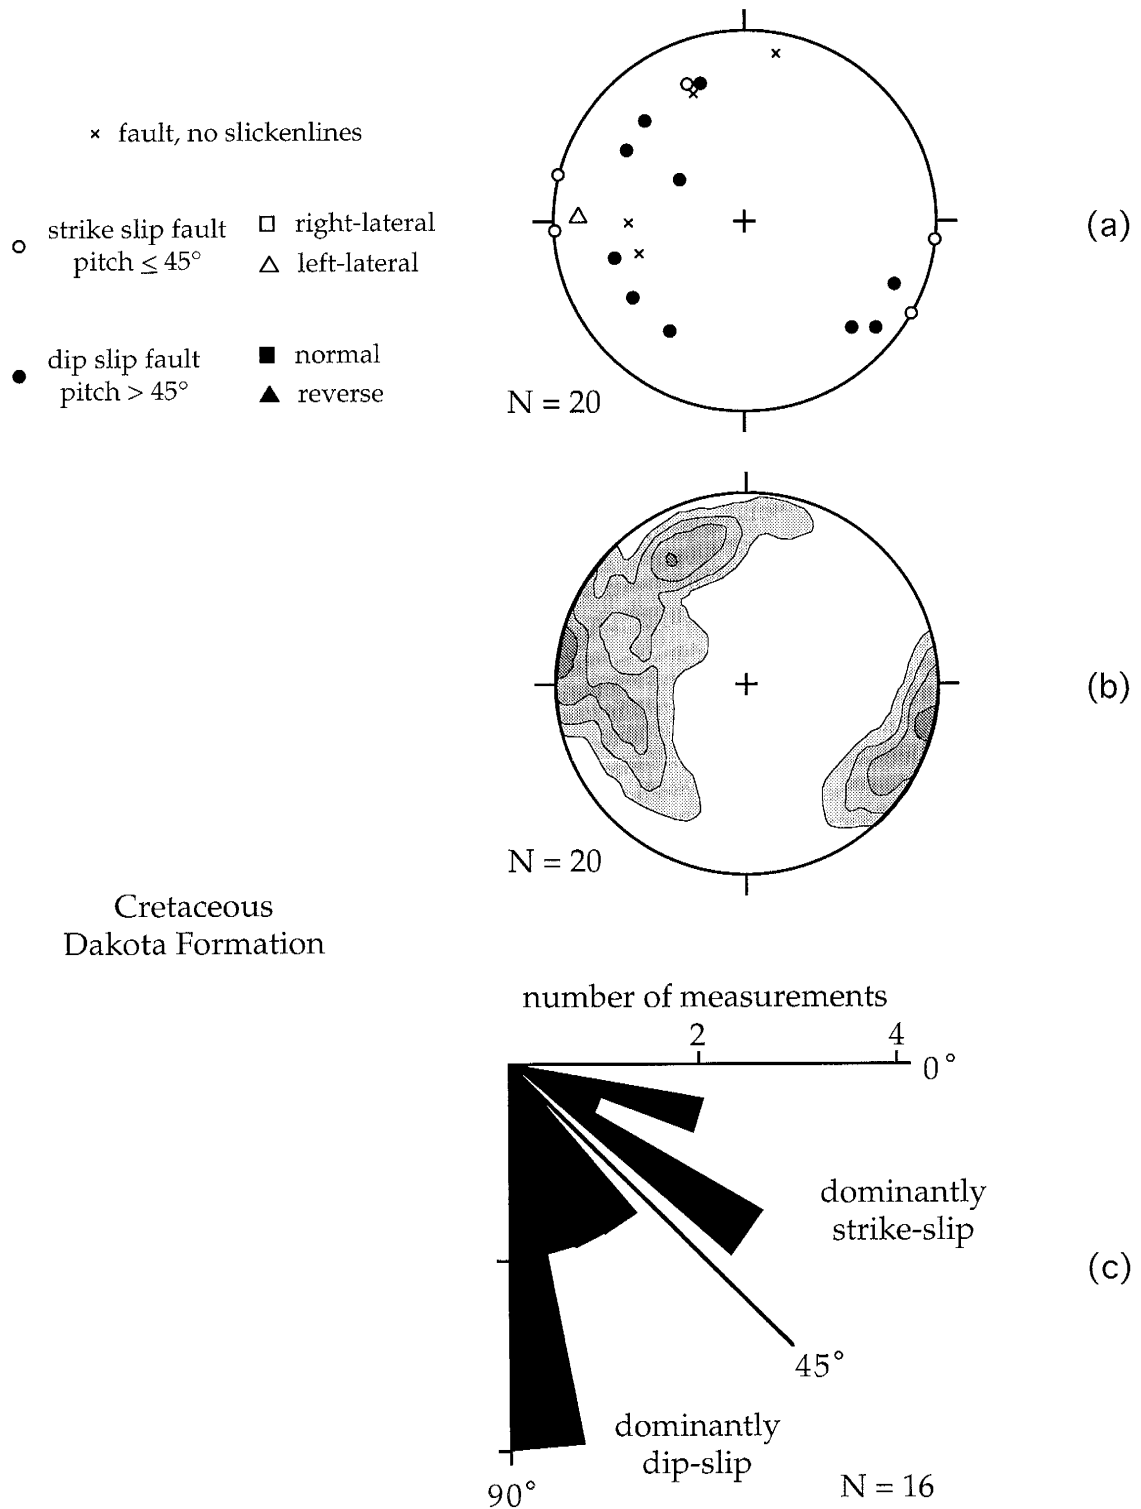 × fault, no slickenlines
strike slip fault
pitch ≤ 45°
right-lateral
left-lateral
dip slip fault
pitch > 45°
normal
reverse
N = 20
(a)
N = 20
(b)
Cretaceous
Dakota Formation
number of measurements
2 4
0°
dominantly
strike-slip
(c)
45°
dominantly
dip-slip
90°
N = 16